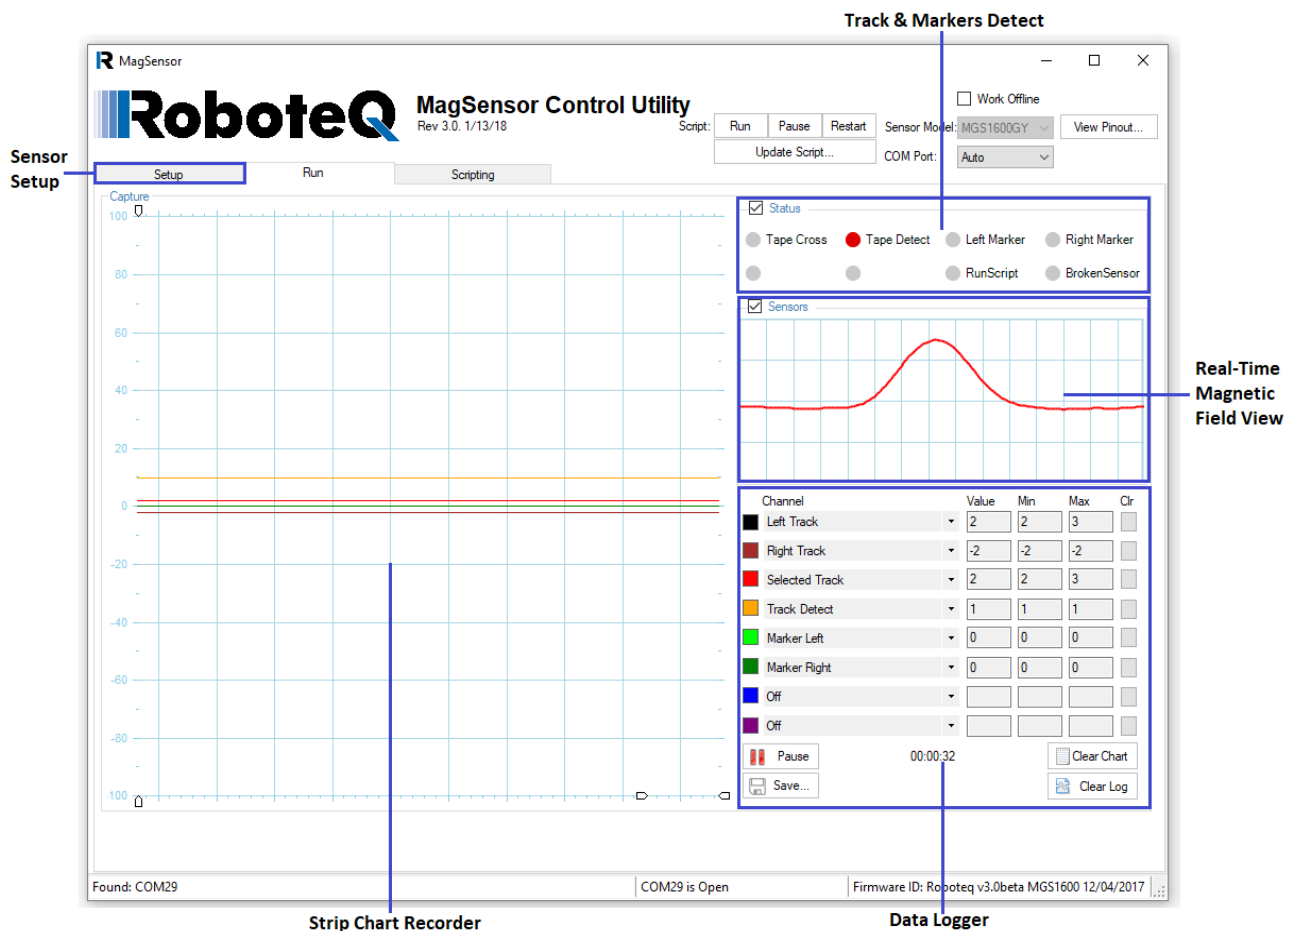 Track & Markers Detect
MagSensor
RoboteQ
MagSensor Control Utility
Rev 3.0. 1/13/18
Work Offline
Script: Run Pause Restart Sensor Model: MGS1600GY View Pinout...
Update Script... COM Port: Auto
Sensor
Setup
Setup Run Scripting
Capture
Status
Tape Cross Tape Detect Left Marker Right Marker
RunScript BrokenSensor
Sensors
100
80
60
40
20
0
-20
-40
-60
-80
-100
Real-Time
Magnetic
Field View
Channel Value Min Max Clr
Left Track 2 2 3
Right Track -2 -2 -2
Selected Track 2 2 3
Track Detect 1 1 1
Marker Left 0 0 0
Marker Right 0 0 0
Off
Off
Pause 00:00:32 Clear Chart
Save... Clear Log
Found: COM29 COM29 is Open Firmware ID: Roboteq v3.0beta MGS1600 12/04/2017
Strip Chart Recorder
Data Logger